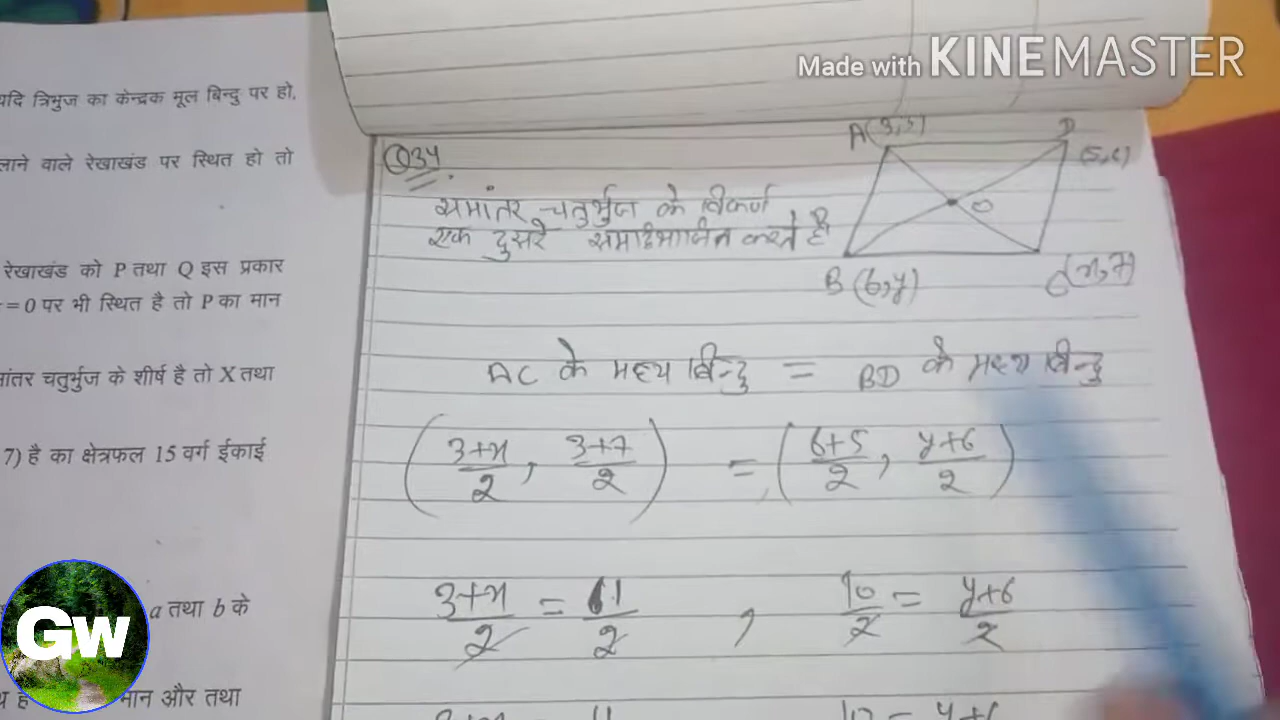 Made with KINEMASTER
यदि त्रिभुज का केन्द्रक मूल बिन्दु पर हो,
लाने वाले रेखाखंड पर स्थित हो तो
रेखाखंड को P तथा Q इस प्रकार
= 0 पर भी स्थित है तो P का मान
चतुर्भुज के शीर्ष है तो X तथा
7) है का क्षेत्रफल 15 वर्ग ईकाई
a तथा b के
मान और तथा
GW
Q34.
A(3,3) D
(5,6)
समांतर चतुर्भुज के विकर्ण
एक दुसरे समद्विभाजित करते है
O
B (6,y) C(x,7)
AC के मध्य बिन्दु = BD के मध्य बिन्दु
(3+x/2, 3+7/2) = (6+5/2, y+6/2)
3+x/2 = 11/2 , 10/2 = y+6/2